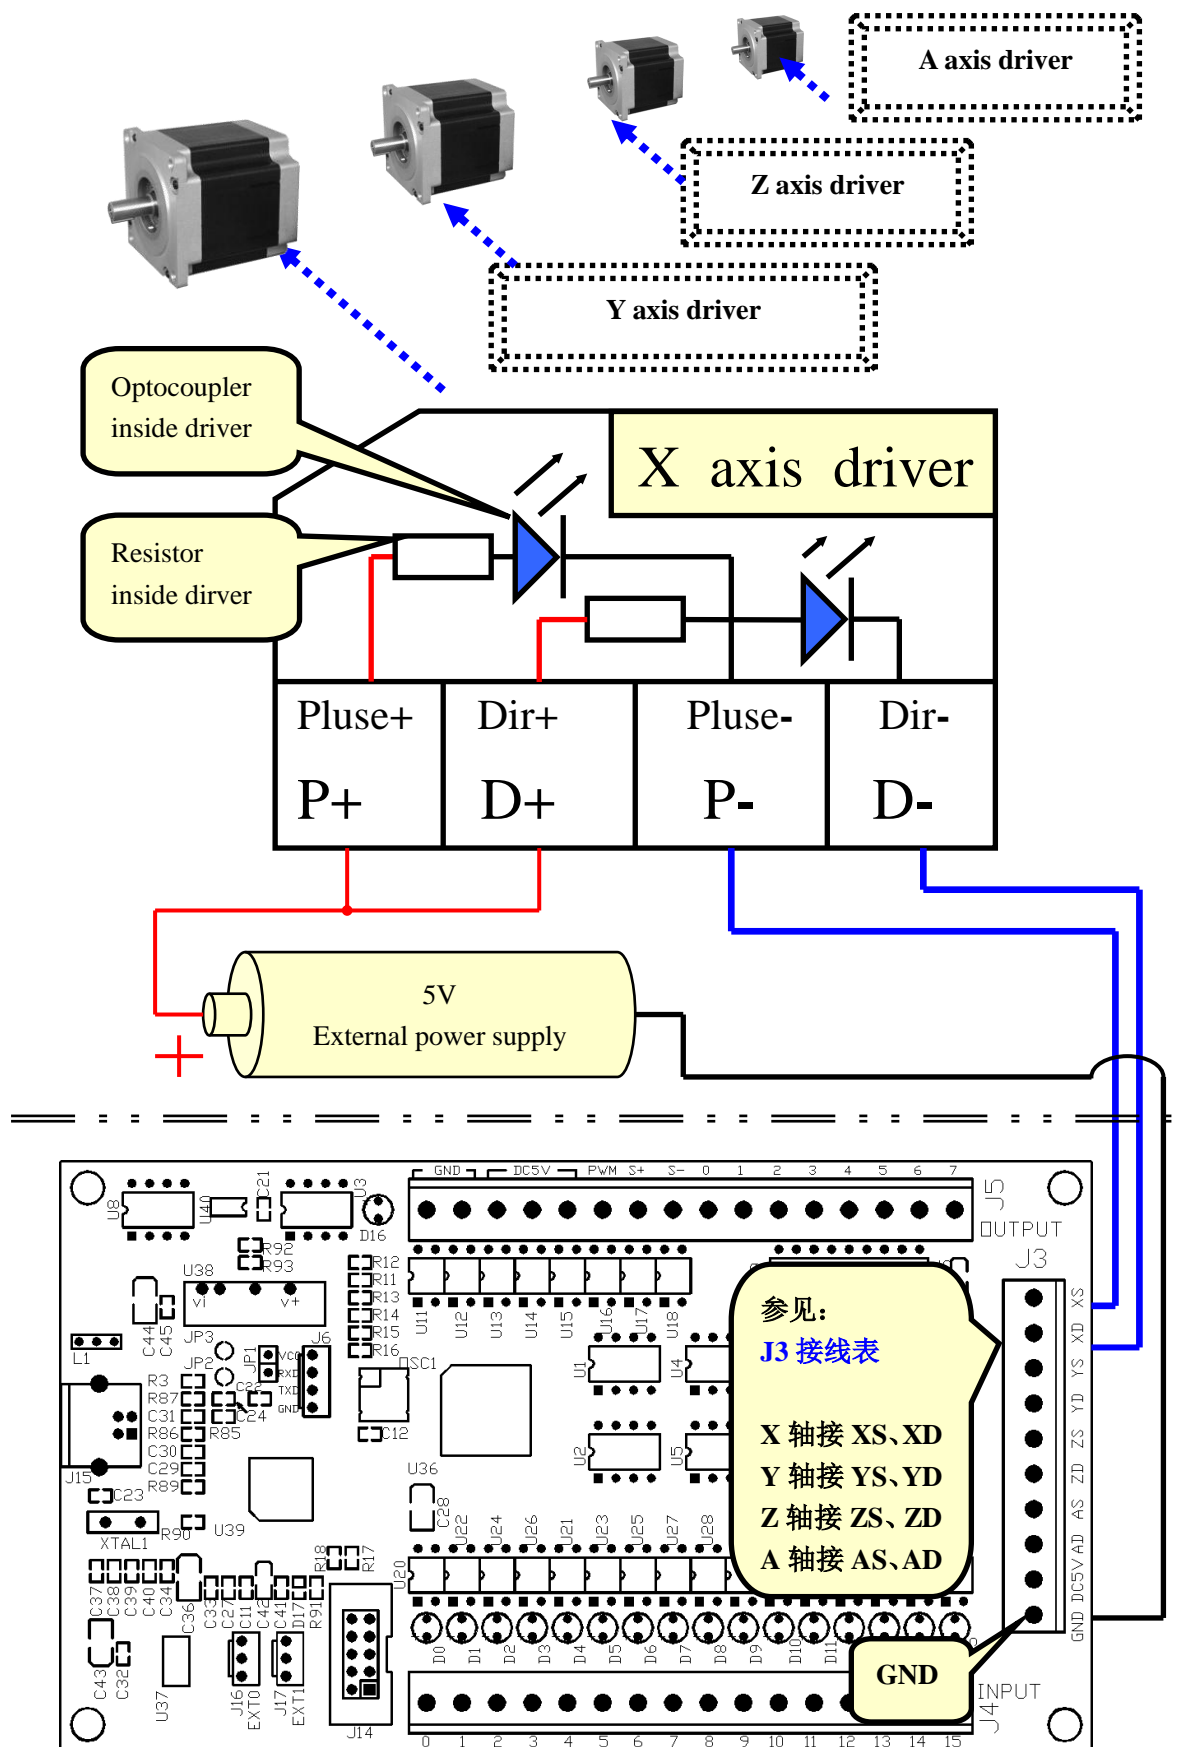 A axis driver
Z axis driver
Y axis driver
Optocoupler
inside driver
X axis driver
Resistor
inside dirver
Pluse+
Dir+
Pluse-
Dir-
P+
D+
P-
D-
5V
External power supply
GND
DC5V
PWM
S+
S-
0
1
2
3
4
5
6
7
J5
OUTPUT
J3
U8
U40
C21
U3
D16
R92
R93
U38
vi
v+
C44
C45
JP3
JP2
L1
J6
JP1
VCC
RXD
TXD
GND
R12
R11
R13
R14
R15
R16
OSC1
C12
U11
U12
U13
U14
U15
U16
U17
U18
U1
U4
U2
U5
R3
R87
C31
R86
C30
C29
R89
C22
C24
R85
J15
C23
XTAL1
R90
U39
U36
C28
U20
U22
U24
U26
U21
U23
U25
U27
U28
参见：
J3 接线表
X 轴接 XS、XD
Y 轴接 YS、YD
Z 轴接 ZS、ZD
A 轴接 AS、AD
XS
XD
YS
YD
ZS
ZD
AS
AD
DC5V
GND
C37
C38
C39
C40
C34
C36
C33
C27
C11
C42
C41
D17
R91
R18
R17
C43
C32
U37
J16
EXT0
J17
EXT1
J14
D0
D1
D2
D3
D4
D5
D6
D7
D8
D9
D10
D11
GND
INPUT
J4
0
1
2
3
4
5
6
7
8
9
10
11
12
13
14
15